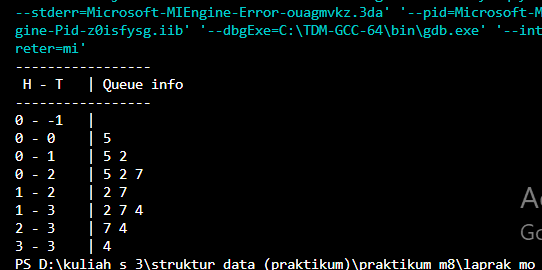 --stderr=Microsoft-MIEngine-Error-ouagmvkz.3da' '--pid=Microsoft-M
gine-Pid-z0isfysg.iib' '--dbgExe=C:\TDM-GCC-64\bin\gdb.exe' '--int
reter=mi'
------------------
H - T | Queue info
------------------
0 - -1 |
0 - 0 | 5
0 - 1 | 5 2
0 - 2 | 5 2 7
1 - 2 | 2 7
1 - 3 | 2 7 4
2 - 3 | 7 4
3 - 3 | 4
Ac
Go
PS D:\kuliah s 3\struktur data (praktikum)\praktikum m8\laprak mo